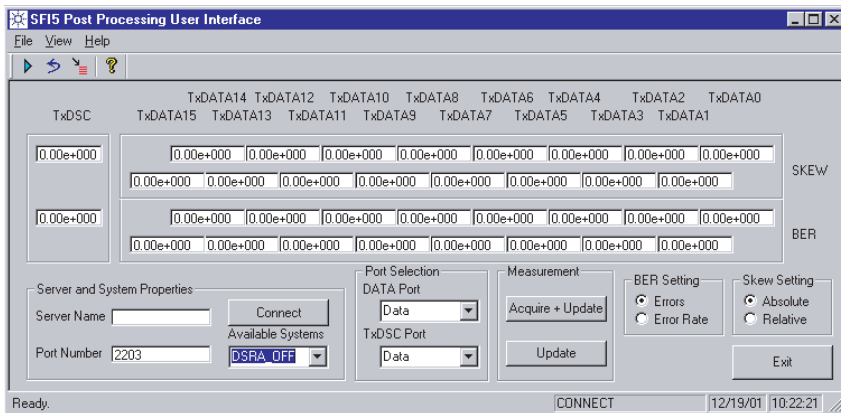 SFI5 Post Processing User Interface
File View Help
TxDATA14 TxDATA12 TxDATA10 TxDATA8 TxDATA6 TxDATA4 TxDATA2 TxDATA0
TxDSC TxDATA15 TxDATA13 TxDATA11 TxDATA9 TxDATA7 TxDATA5 TxDATA3 TxDATA1
0.00e+000 0.00e+000 0.00e+000 0.00e+000 0.00e+000 0.00e+000 0.00e+000 0.00e+000 0.00e+000
SKEW
0.00e+000 0.00e+000 0.00e+000 0.00e+000 0.00e+000 0.00e+000 0.00e+000 0.00e+000
0.00e+000 0.00e+000 0.00e+000 0.00e+000 0.00e+000 0.00e+000 0.00e+000 0.00e+000 0.00e+000
BER
0.00e+000 0.00e+000 0.00e+000 0.00e+000 0.00e+000 0.00e+000 0.00e+000 0.00e+000
Server and System Properties
Server Name
Connect
Available Systems
Port Number 2203
DSRA_OFF
Port Selection
DATA Port
Data
TxDSC Port
Data
Measurement
Acquire + Update
Update
BER Setting
Errors
Error Rate
Skew Setting
Absolute
Relative
Exit
Ready.
CONNECT
12/19/01 10:22:21